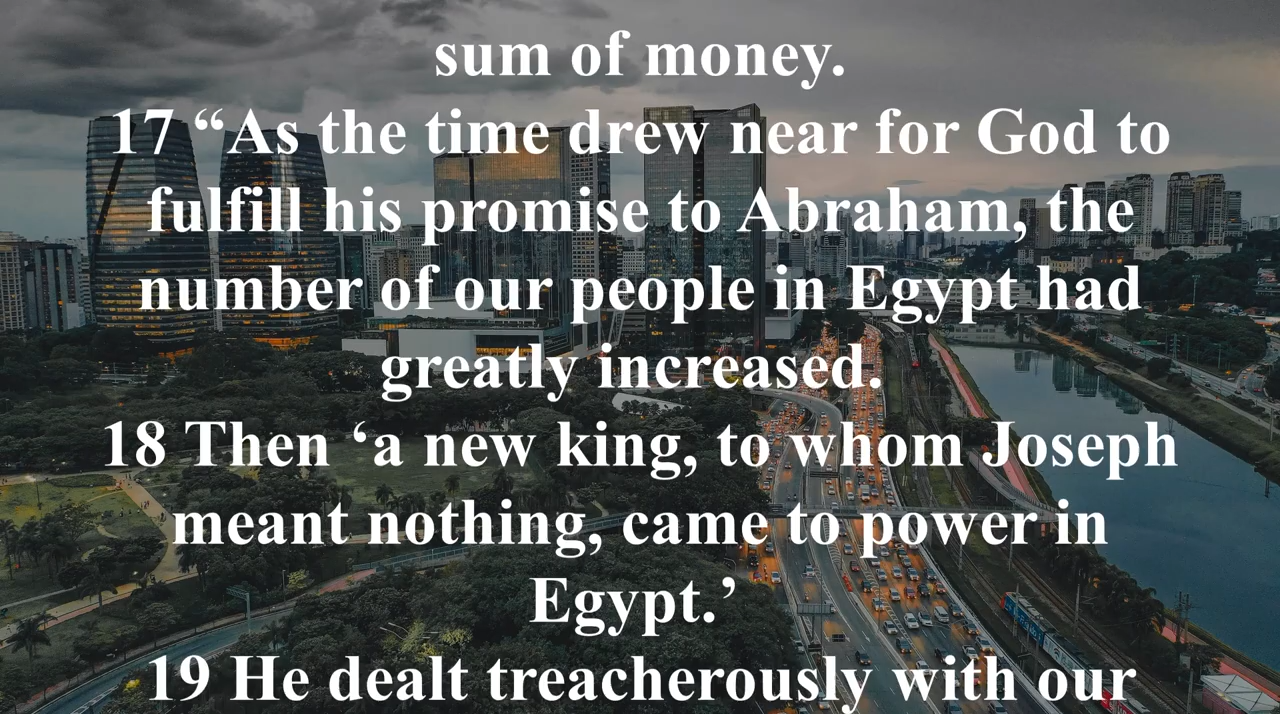 sum of money.
17 “As the time drew near for God to
fulfill his promise to Abraham, the
number of our people in Egypt had
greatly increased.
18 Then ‘a new king, to whom Joseph
meant nothing, came to power in
Egypt.’
19 He dealt treacherously with our